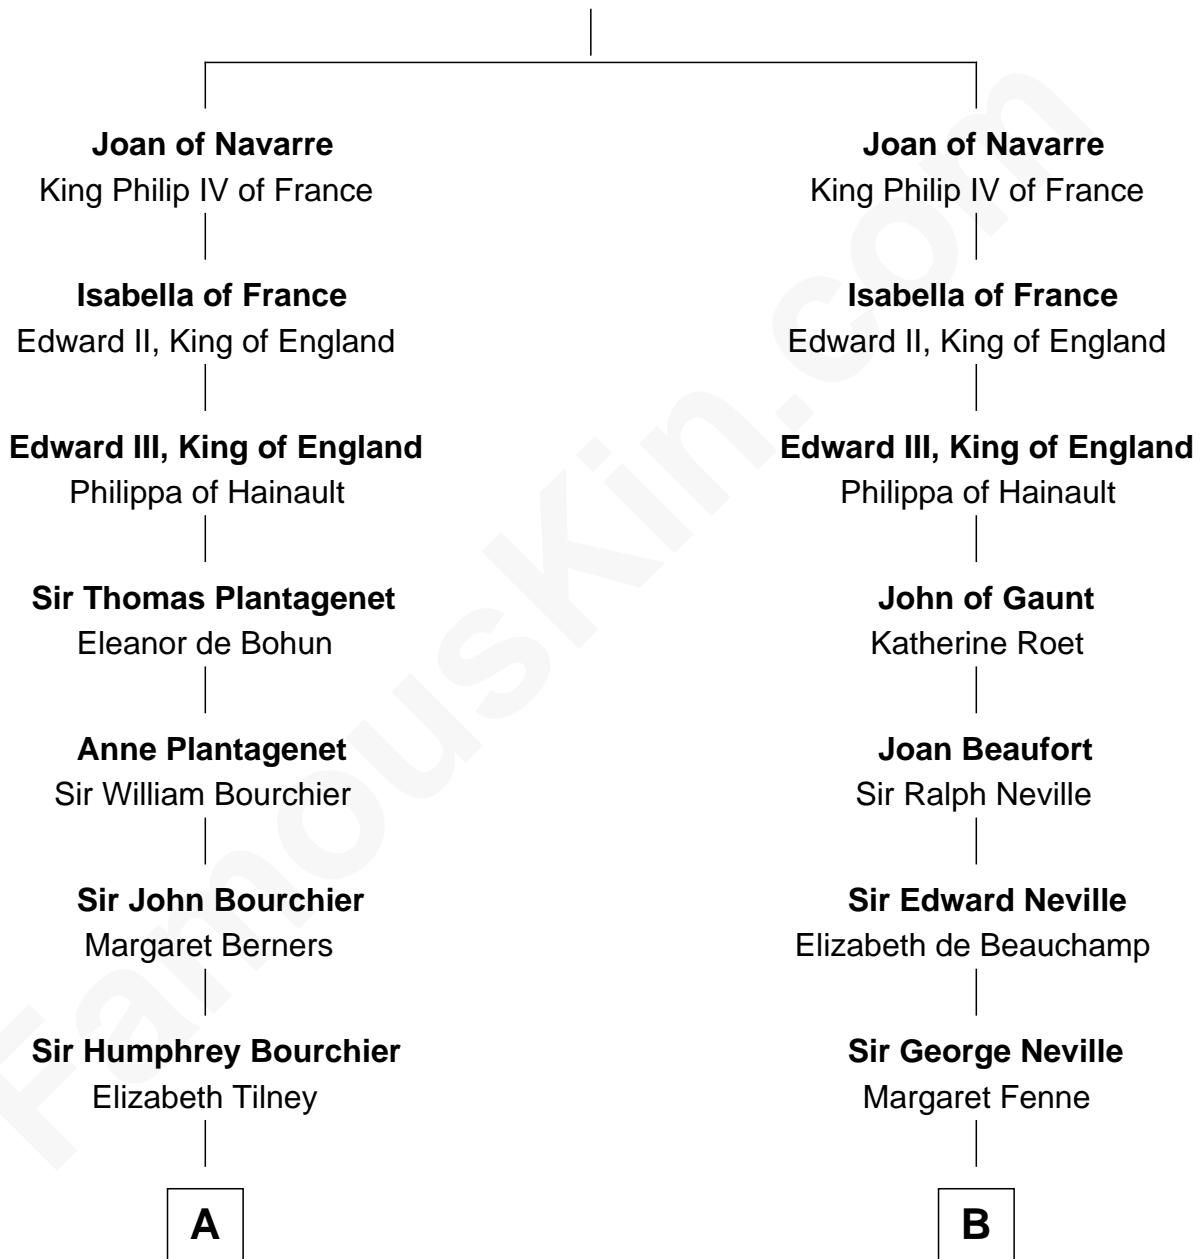 Joan of Navarre
King Philip IV of France
Isabella of France
Edward II, King of England
Edward III, King of England
Philippa of Hainault
Sir Thomas Plantagenet
Eleanor de Bohun
Anne Plantagenet
Sir William Bourchier
Sir John Bourchier
Margaret Berners
Sir Humphrey Bourchier
Elizabeth Tilney
A
Joan of Navarre
King Philip IV of France
Isabella of France
Edward II, King of England
Edward III, King of England
Philippa of Hainault
John of Gaunt
Katherine Roet
Joan Beaufort
Sir Ralph Neville
Sir Edward Neville
Elizabeth de Beauchamp
Sir George Neville
Margaret Fenne
B
FamousKin.com